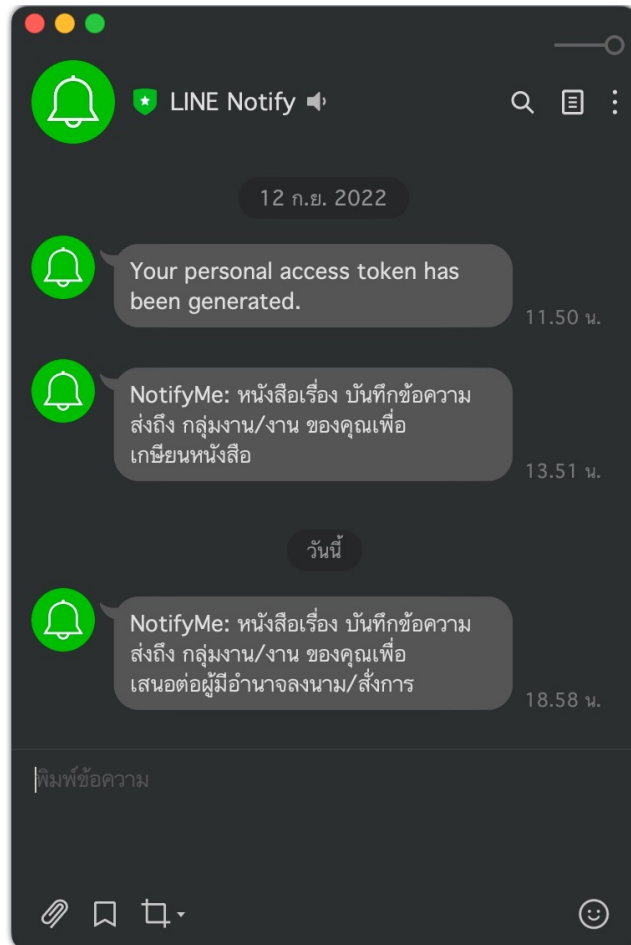 LINE Notify
12 ก.ย. 2022
Your personal access token has
been generated.
11.50 น.
NotifyMe: หนังสือเรื่อง บันทึกข้อความ
ส่งถึง กลุ่มงาน/งาน ของคุณเพื่อ
เกษียนหนังสือ
13.51 น.
วันนี้
NotifyMe: หนังสือเรื่อง บันทึกข้อความ
ส่งถึง กลุ่มงาน/งาน ของคุณเพื่อ
เสนอต่อผู้มีอำนาจลงนาม/สั่งการ
18.58 น.
พิมพ์ข้อความ